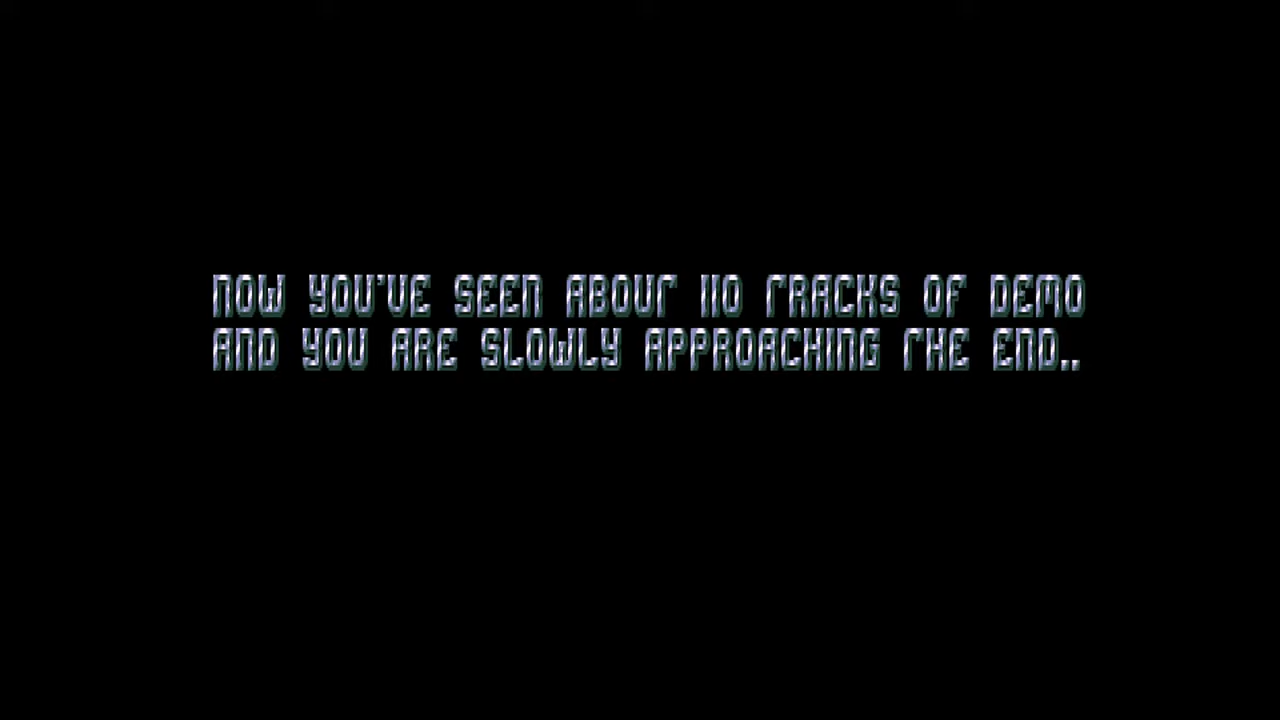 NOW YOU'VE SEEN ABOUT 110 TRACKS OF DEMO
AND YOU ARE SLOWLY APPROACHING THE END..